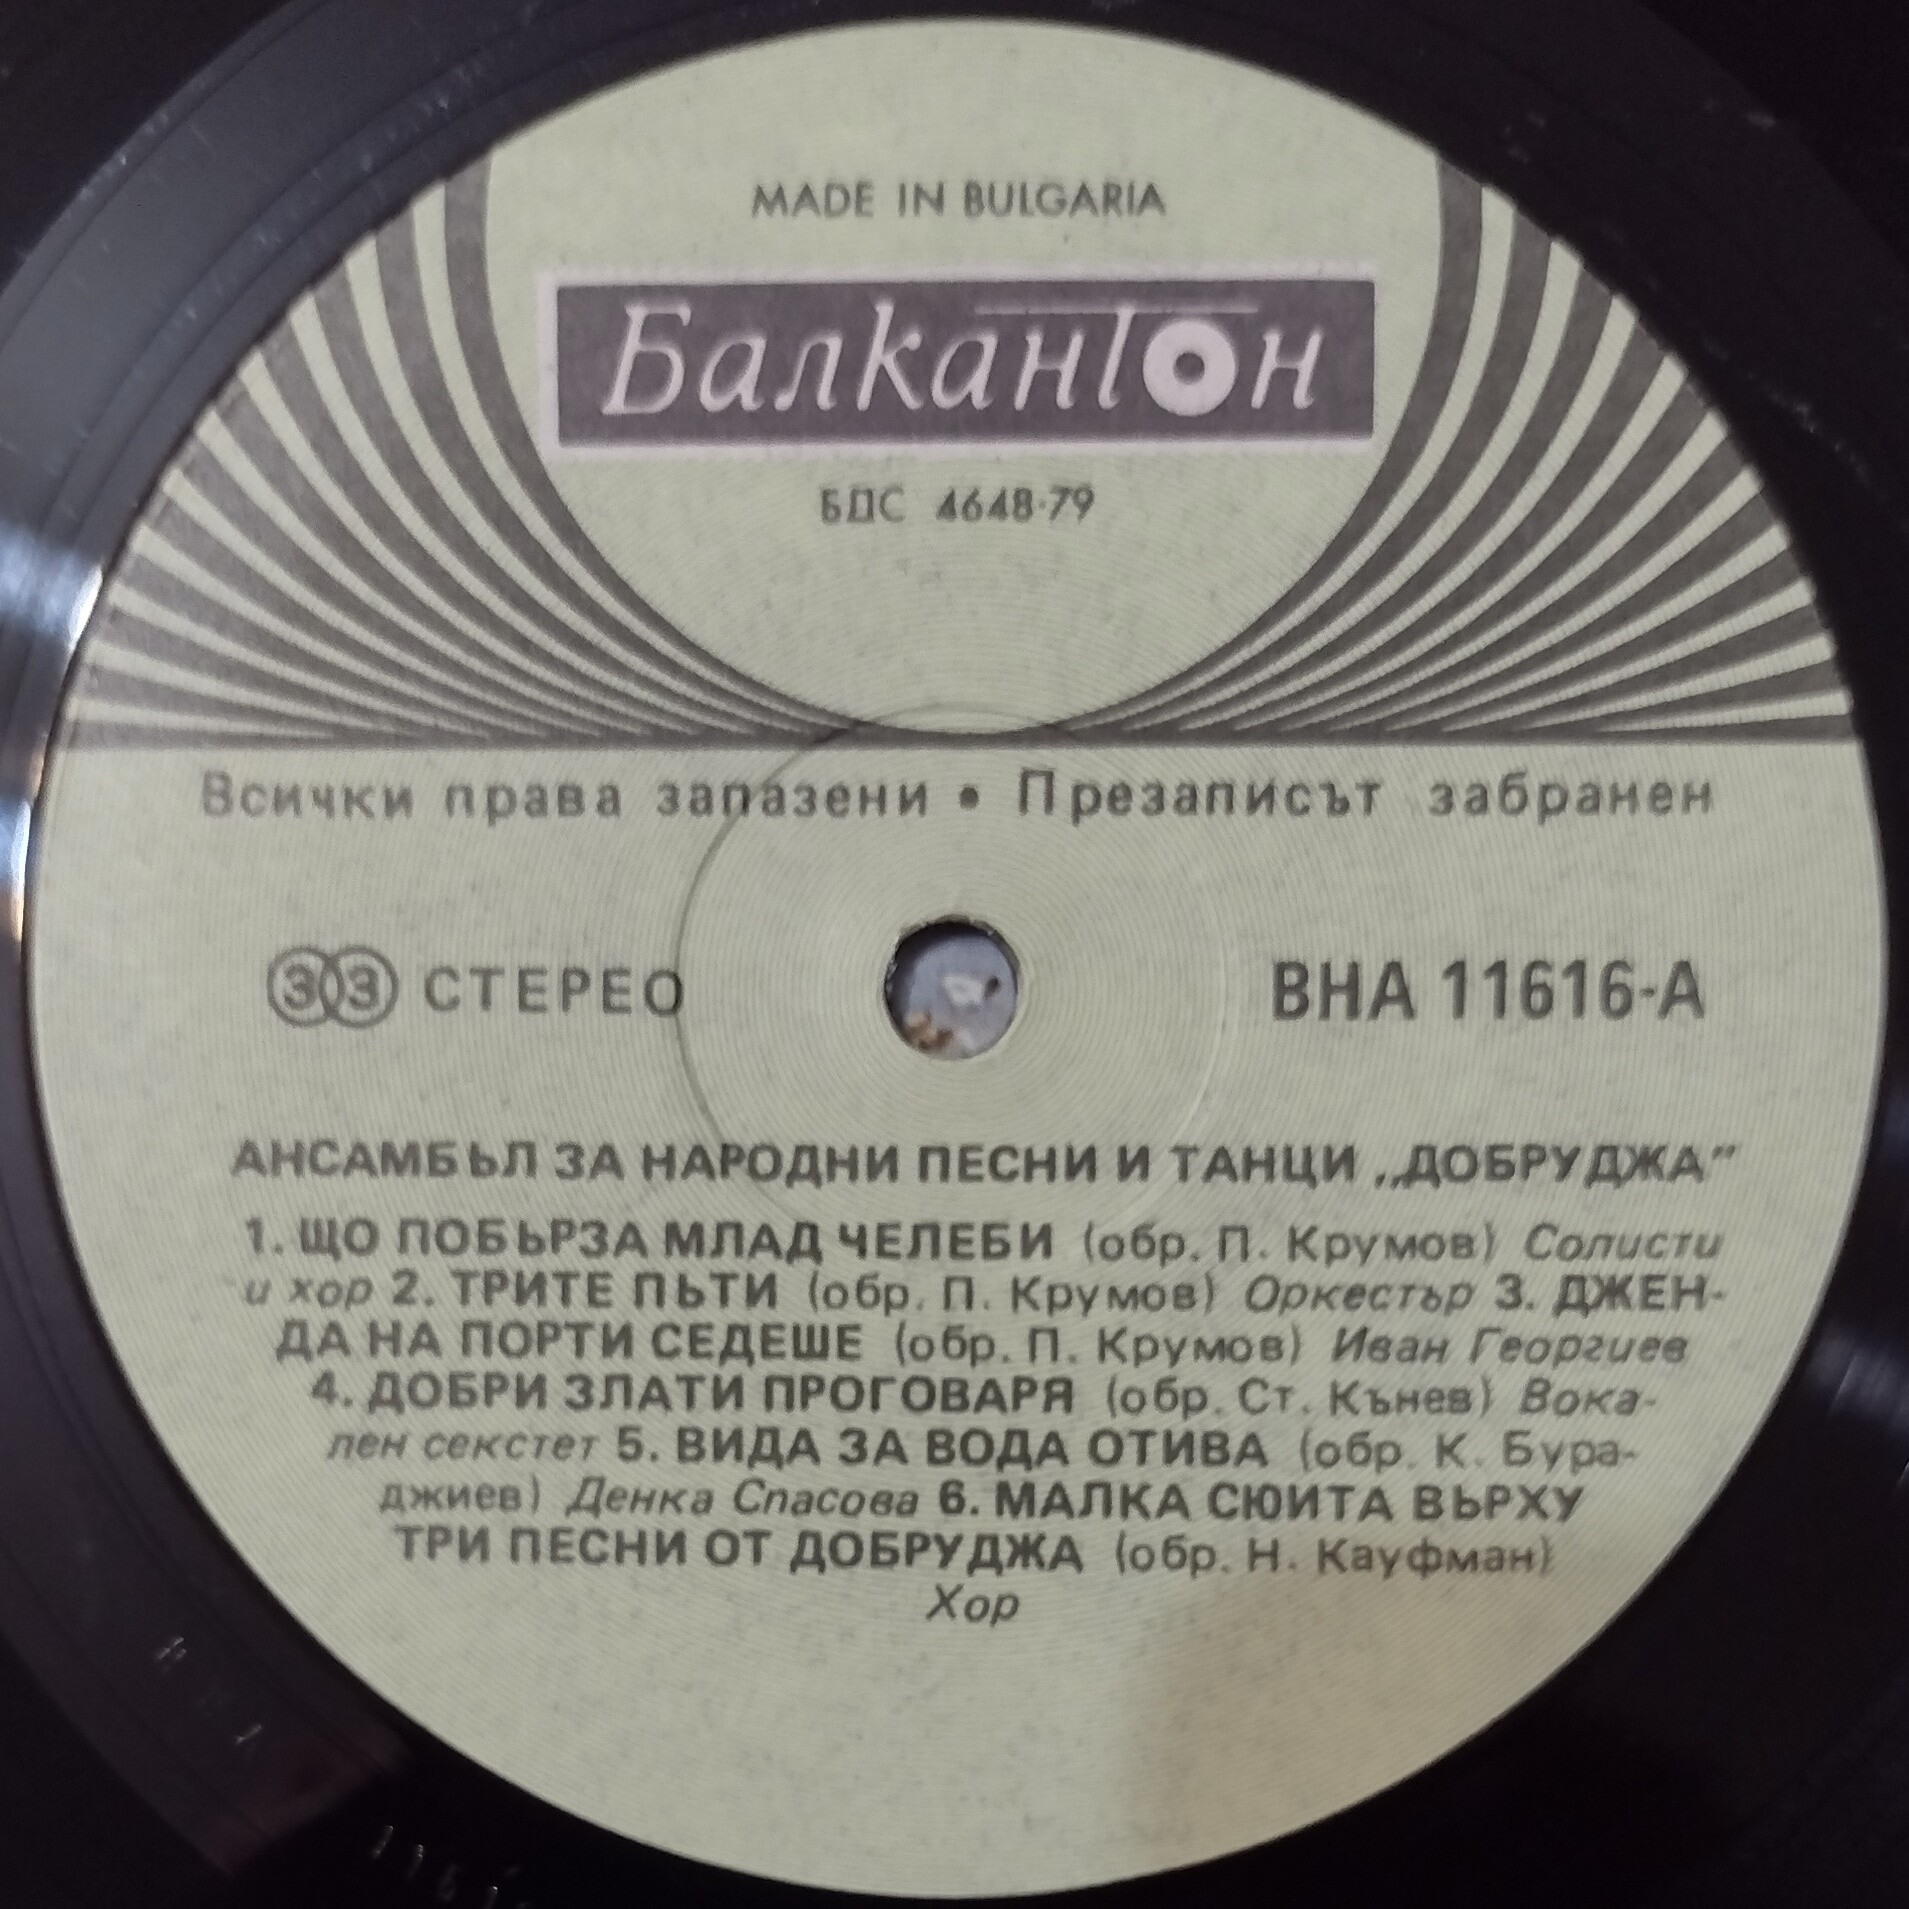 MADE IN BULGARIA
Балкантон
БДС 4648-79
Всички права запазени • Презаписът забранен
33 СТЕРЕО
ВНА 11616-А
АНСАМБЪЛ ЗА НАРОДНИ ПЕСНИ И ТАНЦИ „ДОБРУДЖА"
1. ЩО ПОБЪРЗА МЛАД ЧЕЛЕБИ (обр. П. Крумов) Солисти
и хор 2. ТРИТЕ ПЪТИ (обр. П. Крумов) Оркестър 3. ДЖЕН-
ДА НА ПОРТИ СЕДЕШЕ (обр. П. Крумов) Иван Георгиев
4. ДОБРИ ЗЛАТИ ПРОГОВАРЯ (обр. Ст. Кънев) Вока-
лен секстет 5. ВИДА ЗА ВОДА ОТИВА (обр. К. Бура-
джиев) Денка Спасова 6. МАЛКА СЮИТА ВЪРХУ
ТРИ ПЕСНИ ОТ ДОБРУДЖА (обр. Н. Кауфман)
Хор